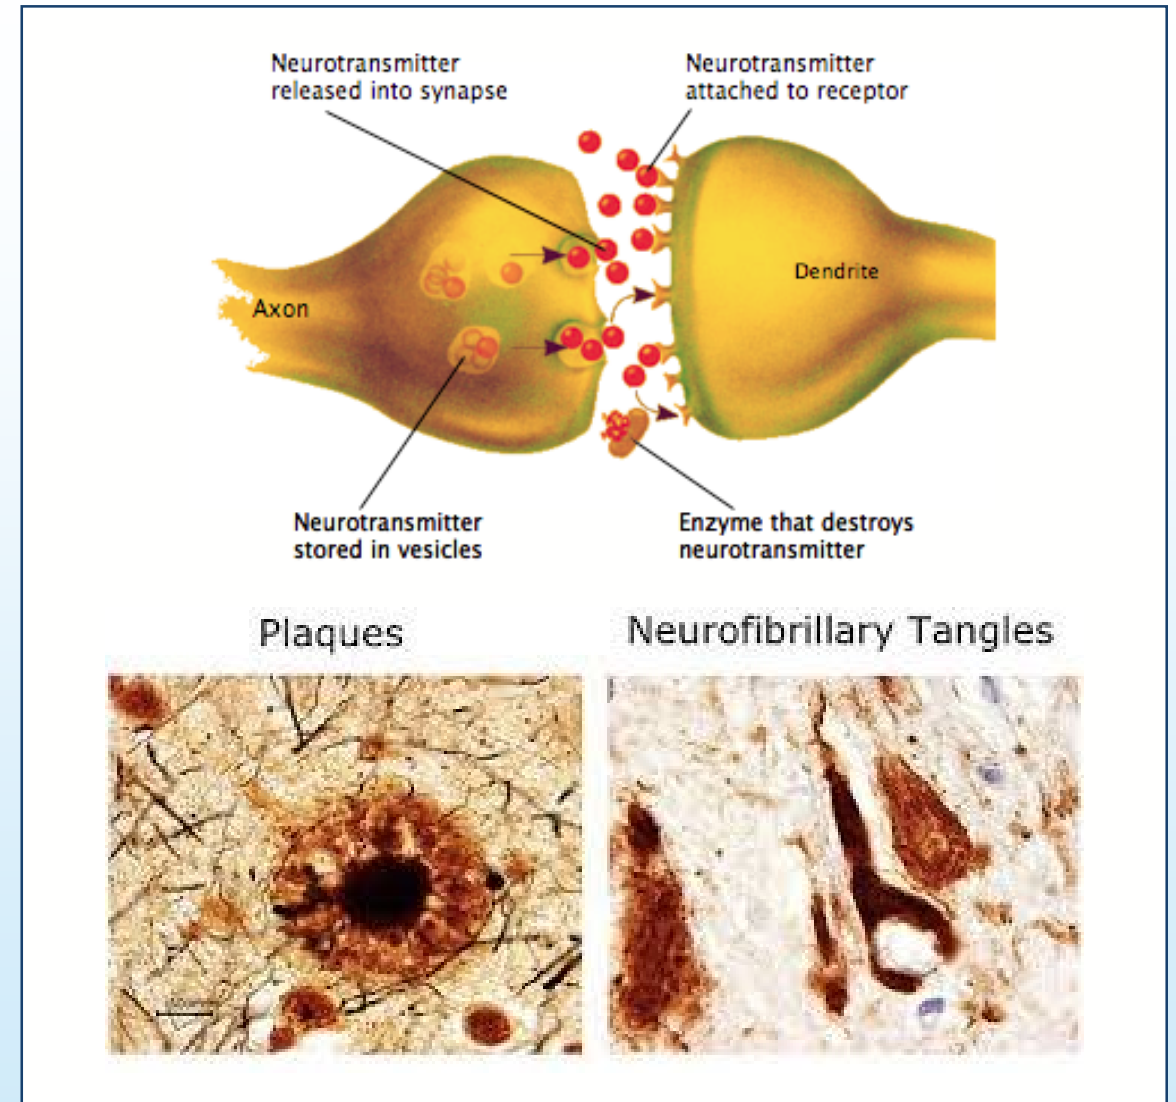 Neurotransmitter
released into synapse
Neurotransmitter
attached to receptor
Dendrite
Axon
Neurotransmitter
stored in vesicles
Enzyme that destroys
neurotransmitter
Plaques
Neurofibrillary Tangles